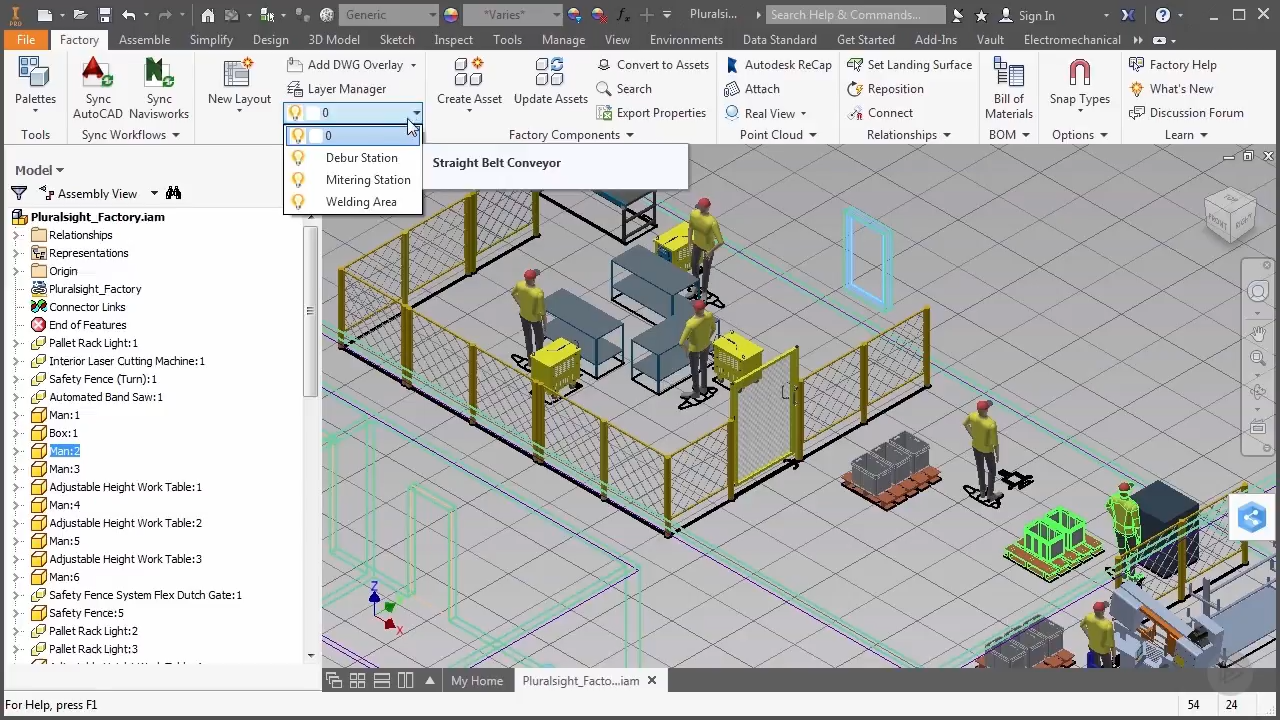 I
PRO
Generic
*Varies*
fx
Pluralsi...
Search Help & Commands...
Sign In
File
Factory
Assemble
Simplify
Design
3D Model
Sketch
Inspect
Tools
Manage
View
Environments
Data Standard
Get Started
Add-Ins
Vault
Electromechanical
Palettes
Tools
Sync AutoCAD
Sync Navisworks
Sync Workflows
New Layout
Add DWG Overlay
Layer Manager
0
0
Debur Station
Mitering Station
Welding Area
Straight Belt Conveyor
Create Asset
Update Assets
Convert to Assets
Search
Export Properties
Factory Components
Autodesk ReCap
Attach
Real View
Point Cloud
Set Landing Surface
Reposition
Connect
Relationships
Bill of Materials
BOM
Snap Types
Options
Factory Help
What's New
Discussion Forum
Learn
Model
Assembly View
Pluralsight_Factory.iam
Relationships
Representations
Origin
Pluralsight_Factory
Connector Links
End of Features
Pallet Rack Light:1
Interior Laser Cutting Machine:1
Safety Fence (Turn):1
Automated Band Saw:1
Man:1
Box:1
Man:2
Man:3
Adjustable Height Work Table:1
Man:4
Adjustable Height Work Table:2
Man:5
Adjustable Height Work Table:3
Man:6
Safety Fence System Flex Dutch Gate:1
Safety Fence:5
Pallet Rack Light:2
Pallet Rack Light:3
TOP
FRONT
RIGHT
Z
X
My Home
Pluralsight_Facto...iam
For Help, press F1
54
24